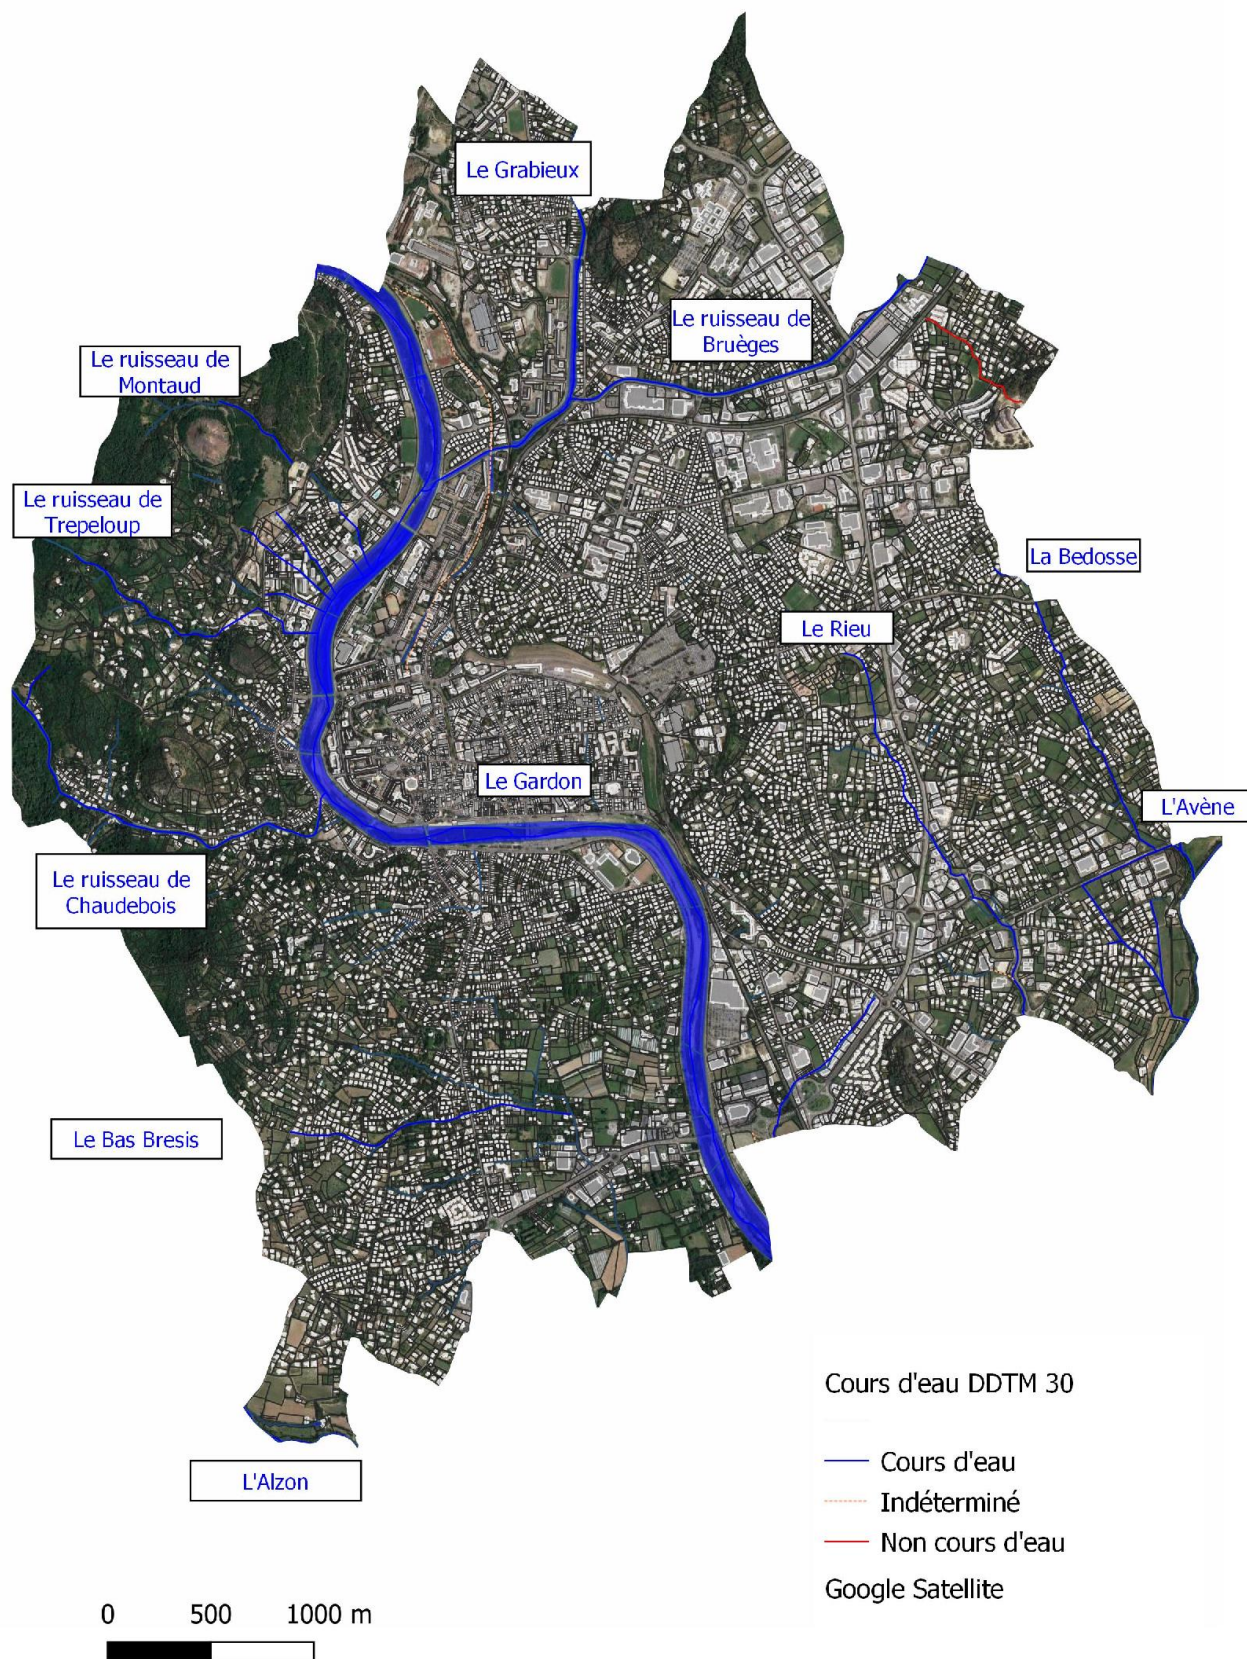 Le Grabieux
Le ruisseau de
Bruèges
Le ruisseau de
Montaud
Le ruisseau de
Trepeloup
La Bedosse
Le Rieu
Le Gardon
L'Avène
Le ruisseau de
Chaudebois
Le Bas Bresis
L'Alzon
Cours d'eau DDTM 30
Cours d'eau
Indéterminé
Non cours d'eau
Google Satellite
0 500 1000 m